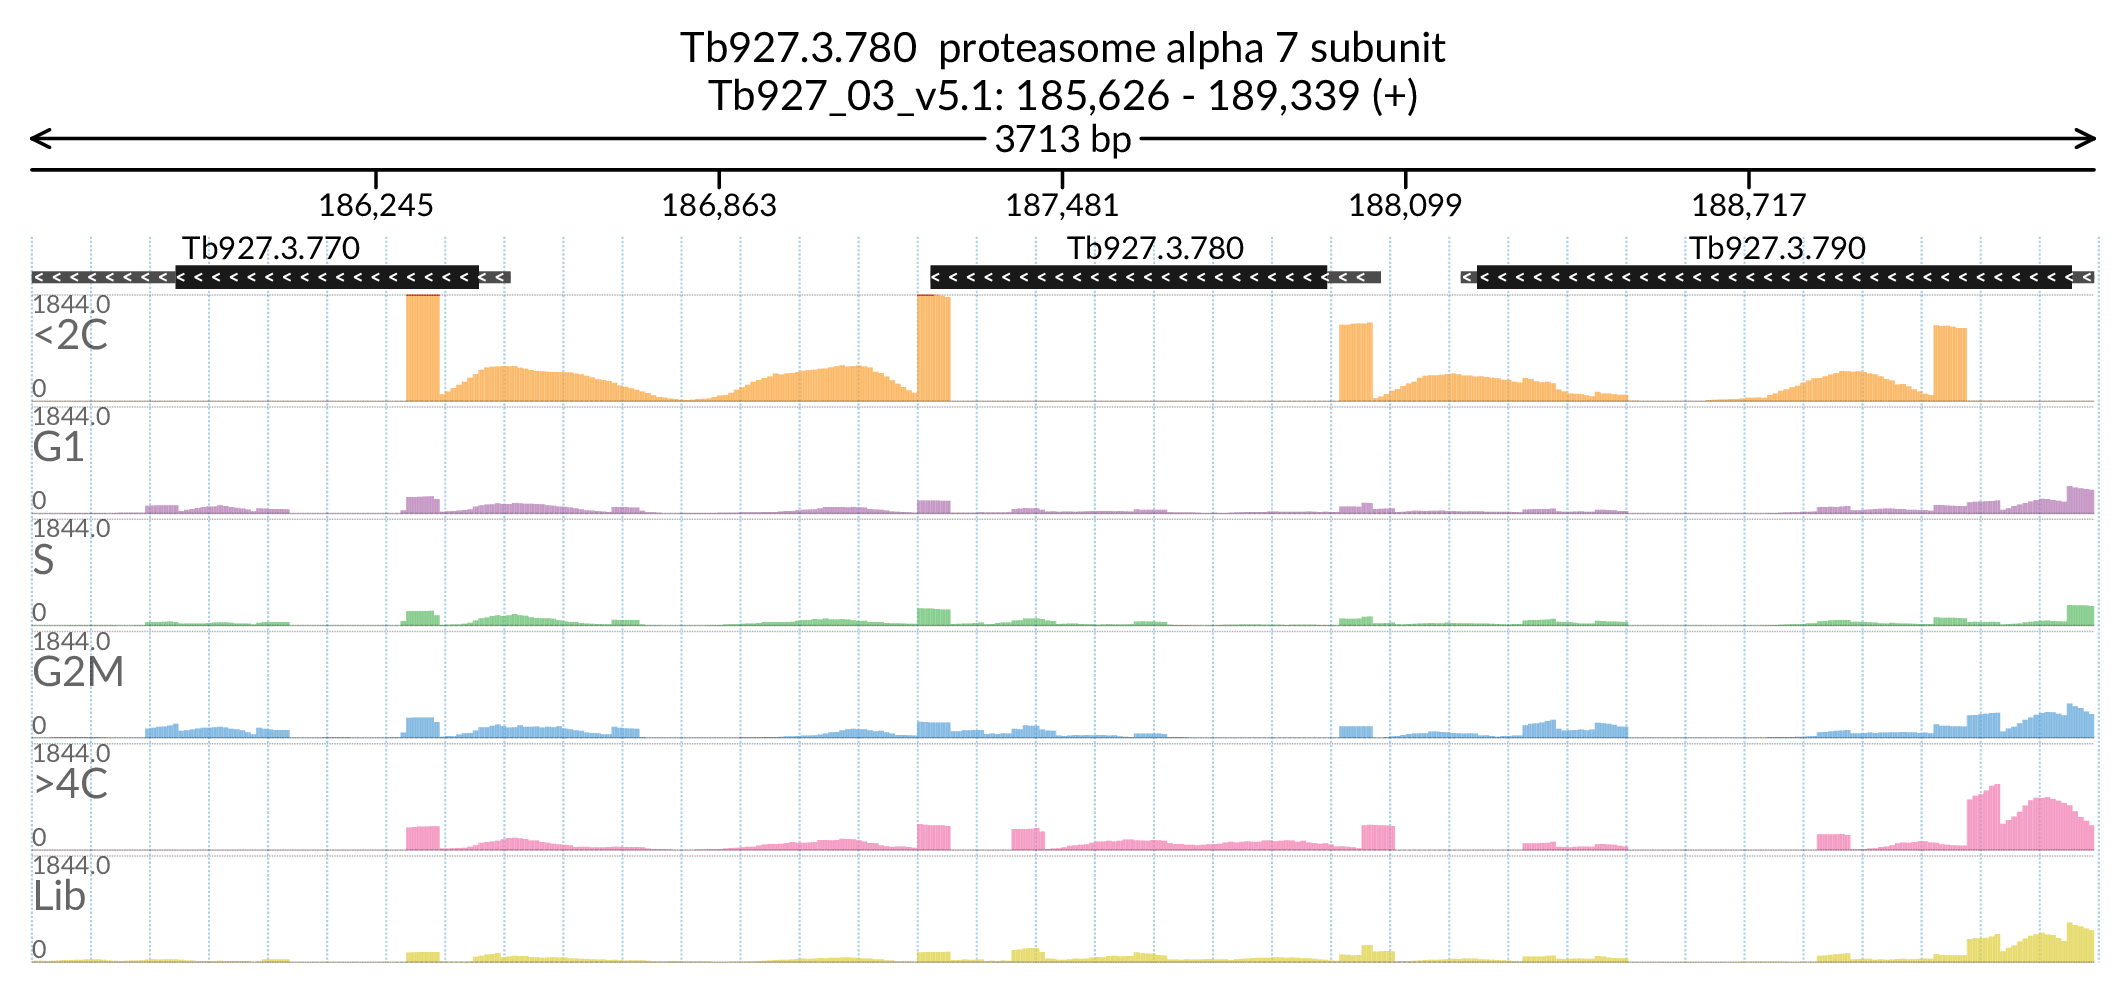 Tb927.3.780  proteasome alpha 7 subunit
Tb927_03_v5.1: 185,626 - 189,339 (+)
3713 bp
186,245 186,863 187,481 188,099 188,717
Tb927.3.770 Tb927.3.780 Tb927.3.790
1844.0
<2C
0
1844.0
G1
0
1844.0
S
0
1844.0
G2M
0
1844.0
>4C
0
1844.0
Lib
0